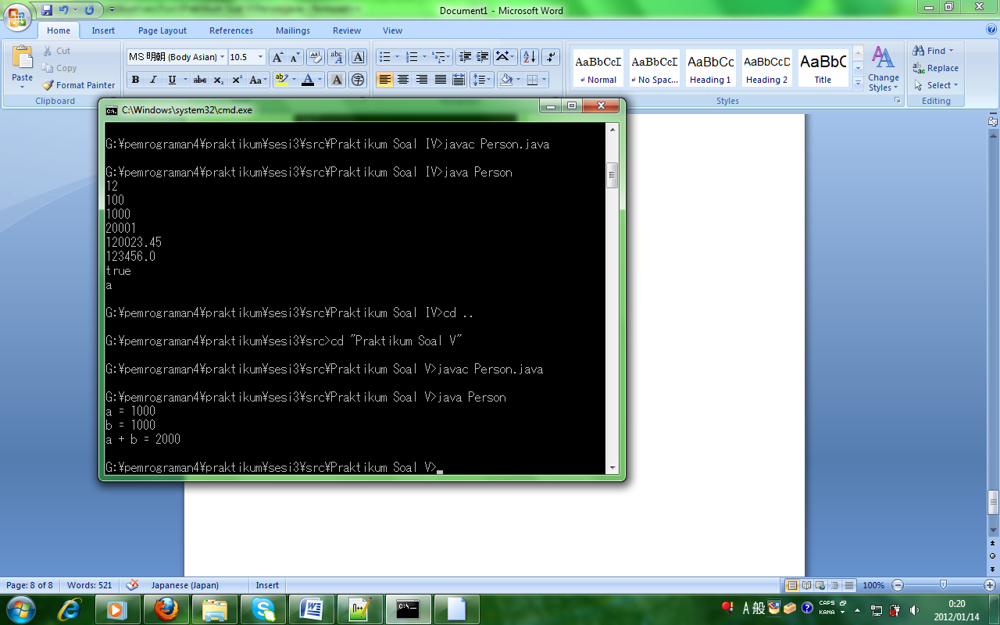 Document1 - Microsoft Word
Home Insert Page Layout References Mailings Review View
Paste
Cut
Copy
Format Painter
Clipboard
MS 明朝 (Body Asian) 10.5
AaBbCcD AaBbCcD AaBbCc AaBbCc AaBbC
↵ Normal ↵ No Spac... Heading 1 Heading 2 Title
Change Styles
Styles
Find
Replace
Select
Editing
C:\Windows\system32\cmd.exe
G:¥pemrograman4¥praktikum¥sesi3¥src¥Praktikum Soal IV>javac Person.java
G:¥pemrograman4¥praktikum¥sesi3¥src¥Praktikum Soal IV>java Person
12
100
1000
20001
120023.45
123456.0
true
a
G:¥pemrograman4¥praktikum¥sesi3¥src¥Praktikum Soal IV>cd ..
G:¥pemrograman4¥praktikum¥sesi3¥src>cd "Praktikum Soal V"
G:¥pemrograman4¥praktikum¥sesi3¥src¥Praktikum Soal V>javac Person.java
G:¥pemrograman4¥praktikum¥sesi3¥src¥Praktikum Soal V>java Person
a = 1000
b = 1000
a + b = 2000
G:¥pemrograman4¥praktikum¥sesi3¥src¥Praktikum Soal V>_
Page: 8 of 8 Words: 521 Japanese (Japan) Insert 100%
A 般 CAPS KANA
0:20
2012/01/14